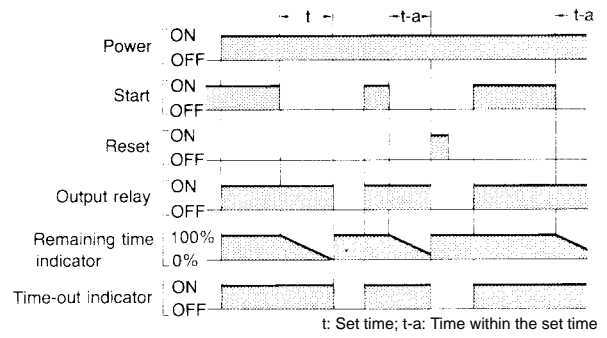 t t-a t-a
Power ON
OFF
Start ON
OFF
Reset ON
OFF
Output relay ON
OFF
Remaining time 100%
indicator 0%
Time-out indicator ON
OFF
t: Set time; t-a: Time within the set time